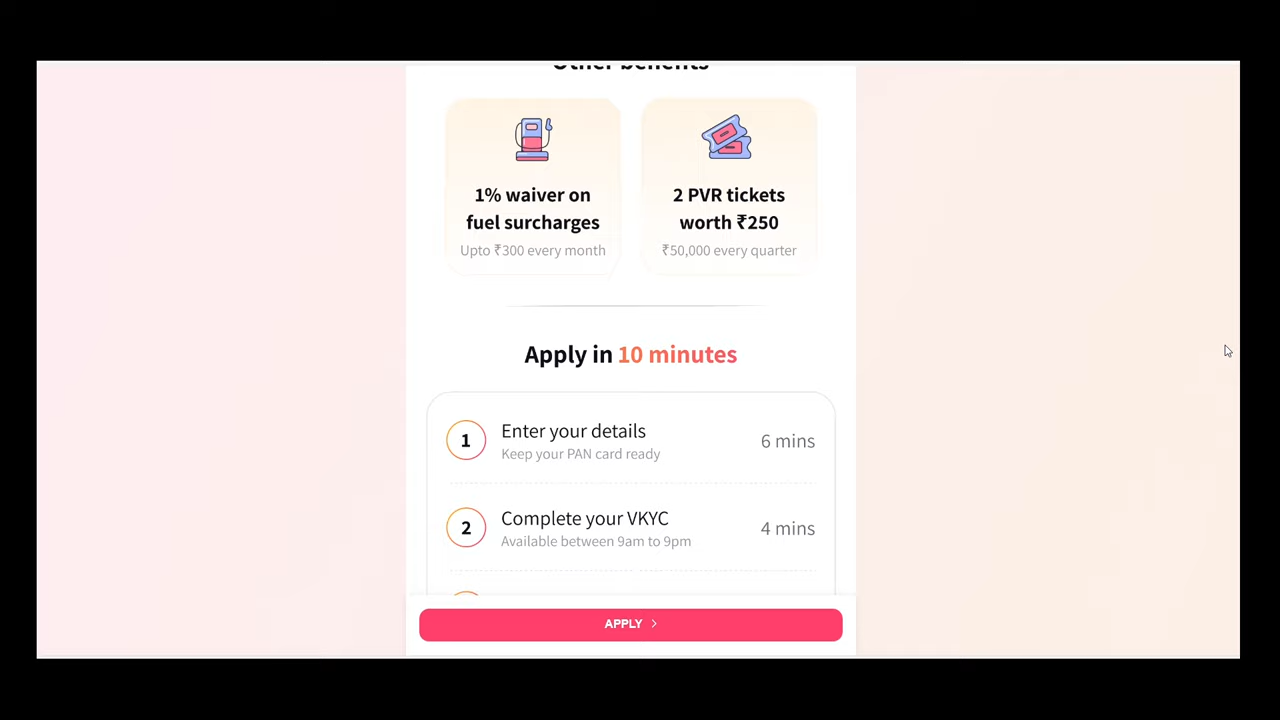 Other benefits
1% waiver on
fuel surcharges
Upto ₹300 every month
2 PVR tickets
worth ₹250
₹50,000 every quarter
Apply in 10 minutes
1
Enter your details
Keep your PAN card ready
6 mins
2
Complete your VKYC
Available between 9am to 9pm
4 mins
APPLY >